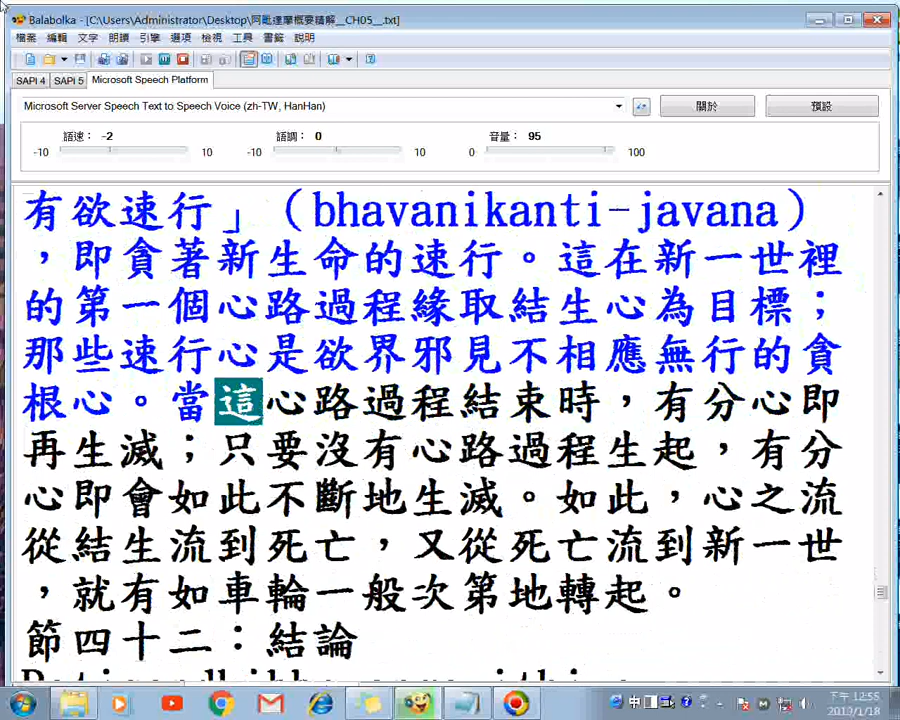 Balabolka - [C:\Users\Administrator\Desktop\阿毗達摩概要精解__CH05__.txt]
檔案 編輯 文字 朗讀 引擎 選項 檢視 工具 書籤 說明
SAPI 4 SAPI 5 Microsoft Speech Platform
Microsoft Server Speech Text to Speech Voice (zh-TW, HanHan) 關於 預設
語速： -2 語調： 0 音量： 95
-10 10 -10 10 0 100
有欲速行」（bhavanikanti-javana）
，即貪著新生命的速行。這在新一世裡
的第一個心路過程緣取結生心為目標；
那些速行心是欲界邪見不相應無行的貪
根心。當這心路過程結束時，有分心即
再生滅；只要沒有心路過程生起，有分
心即會如此不斷地生滅。如此，心之流
從結生流到死亡，又從死亡流到新一世
，就有如車輪一般次第地轉起。
節四十二：結論
中
下午 12:55
2019/1/18